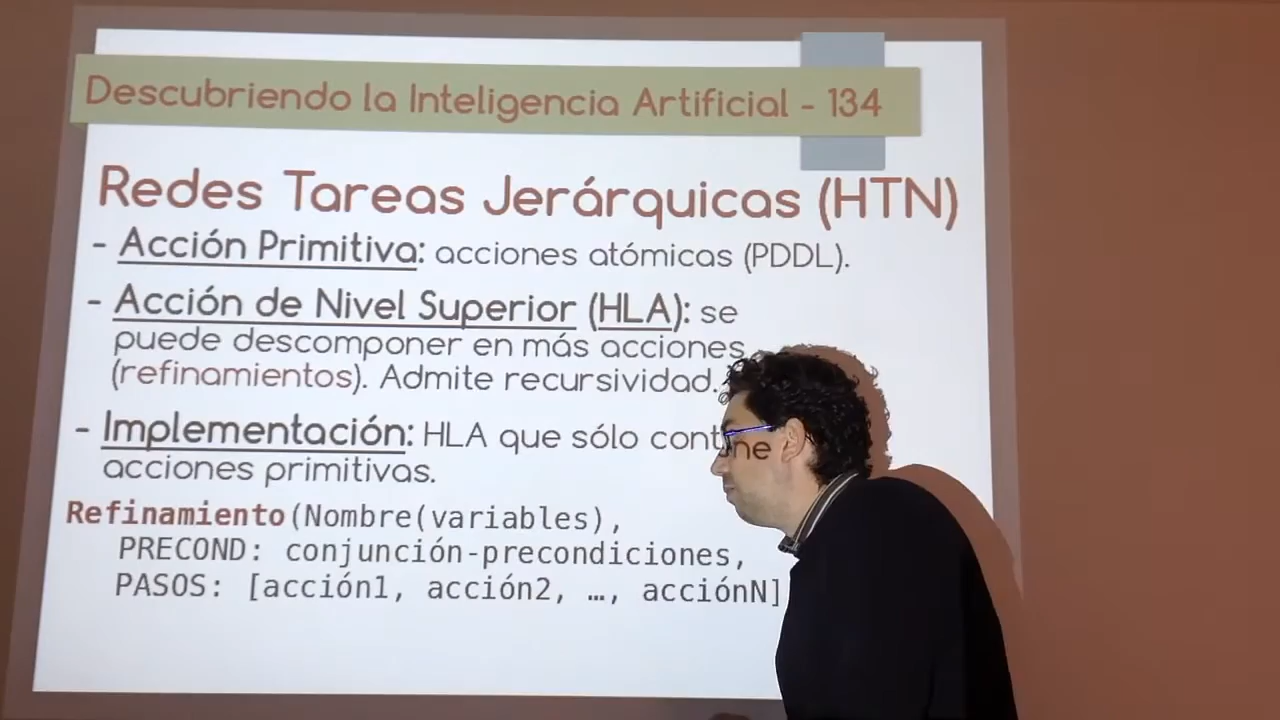 Descubriendo la Inteligencia Artificial - 134
Redes Tareas Jerárquicas (HTN)
- Acción Primitiva: acciones atómicas (PDDL).
- Acción de Nivel Superior (HLA): se
puede descomponer en más acciones
(refinamientos). Admite recursividad.
- Implementación: HLA que sólo contiene
acciones primitivas.
Refinamiento(Nombre(variables),
PRECOND: conjunción-precondiciones,
PASOS: [acción1, acción2, …, acciónN]